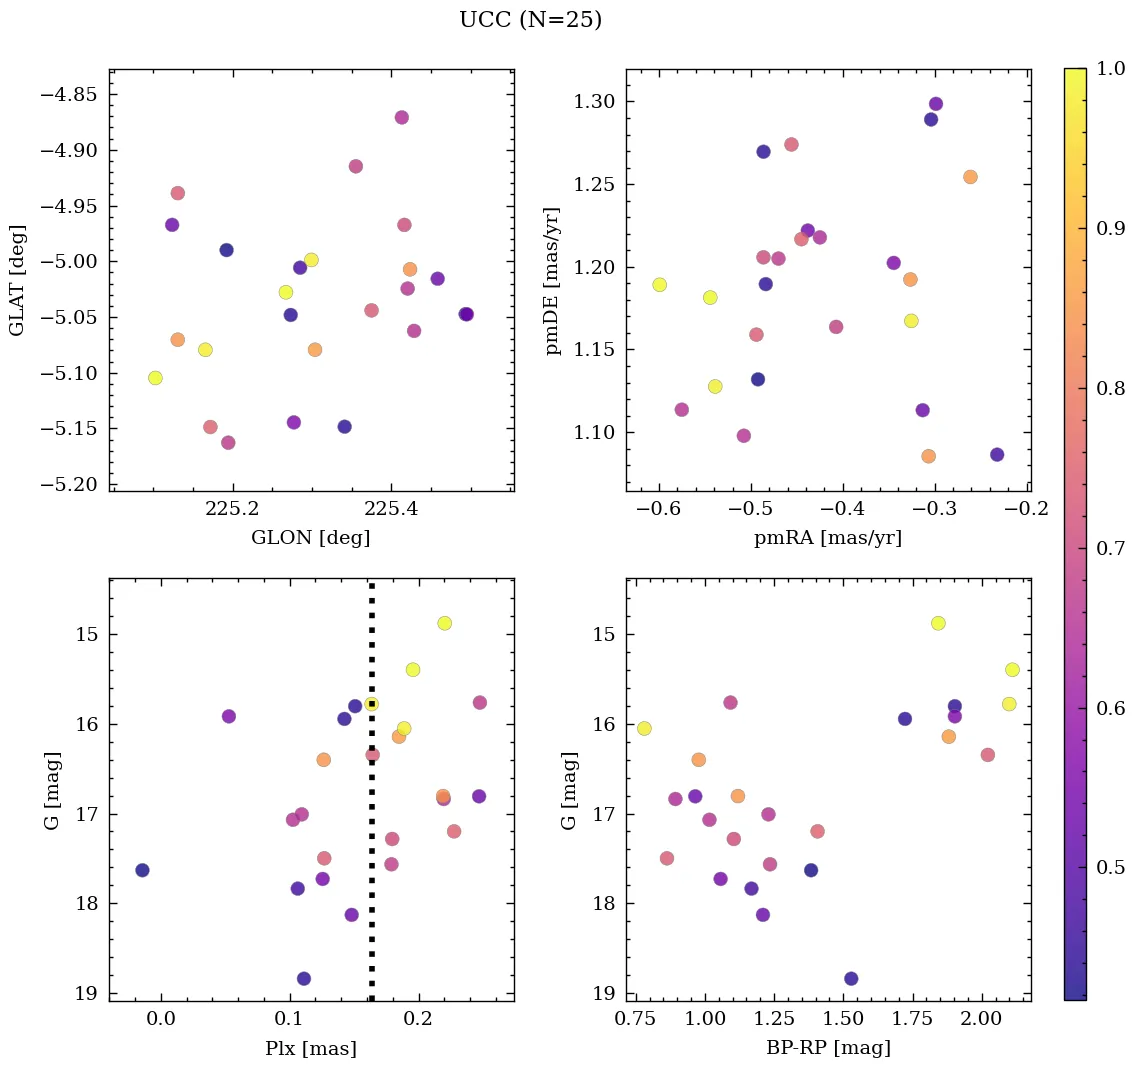 UCC (N=25)
−4.85
−4.90
−4.95
−5.00
−5.05
−5.10
−5.15
−5.20
GLAT [deg]
225.2 225.4
GLON [deg]
1.30
1.25
1.20
1.15
1.10
pmDE [mas/yr]
−0.6 −0.5 −0.4 −0.3 −0.2
pmRA [mas/yr]
15
16
17
18
19
G [mag]
0.0 0.1 0.2
Plx [mas]
15
16
17
18
19
G [mag]
0.75 1.00 1.25 1.50 1.75 2.00
BP-RP [mag]
1.0
0.9
0.8
0.7
0.6
0.5